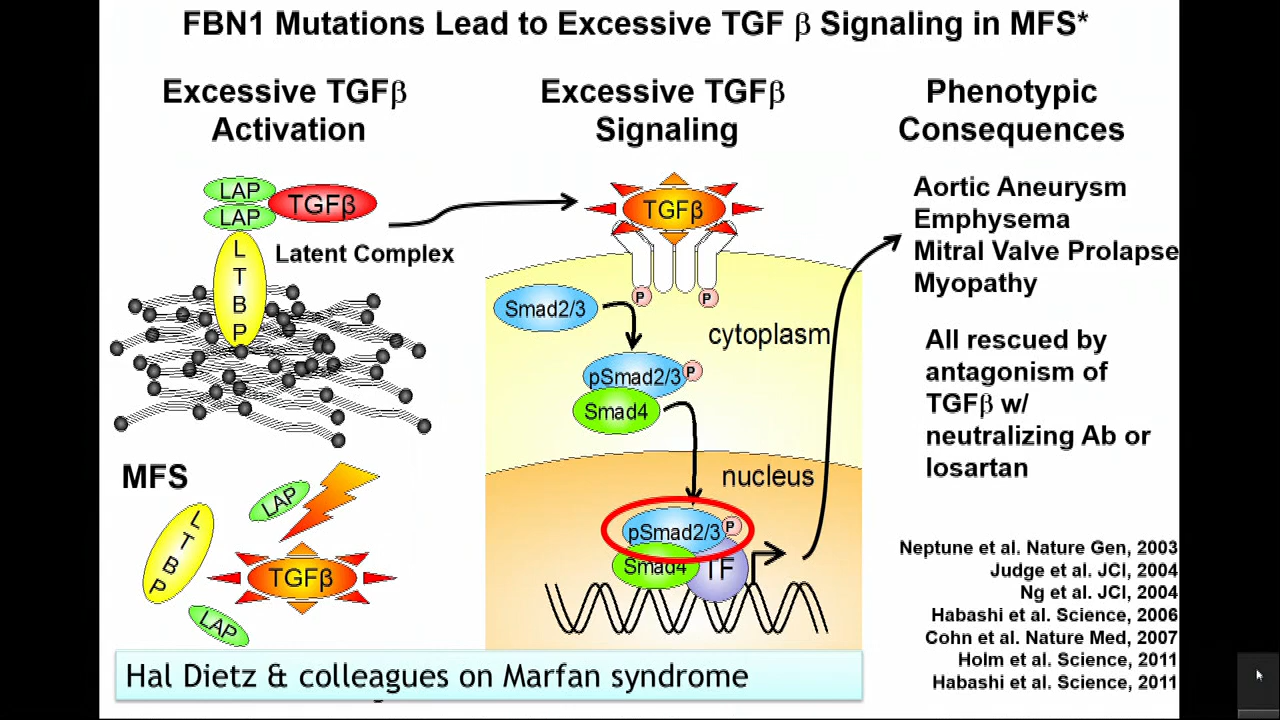 FBN1 Mutations Lead to Excessive TGF β Signaling in MFS*
Excessive TGFβ
Activation
LAP
LAP
TGFβ
L
T
B
P
Latent Complex
MFS
LAP
L
T
B
P
TGFβ
LAP
Excessive TGFβ
Signaling
TGFβ
P
P
Smad2/3
cytoplasm
pSmad2/3
P
Smad4
nucleus
pSmad2/3
P
Smad4
TF
Phenotypic
Consequences
Aortic Aneurysm
Emphysema
Mitral Valve Prolapse
Myopathy
All rescued by
antagonism of
TGFβ w/
neutralizing Ab or
losartan
Neptune et al. Nature Gen, 2003
Judge et al. JCI, 2004
Ng et al. JCI, 2004
Habashi et al. Science, 2006
Cohn et al. Nature Med, 2007
Holm et al. Science, 2011
Habashi et al. Science, 2011
Hal Dietz & colleagues on Marfan syndrome